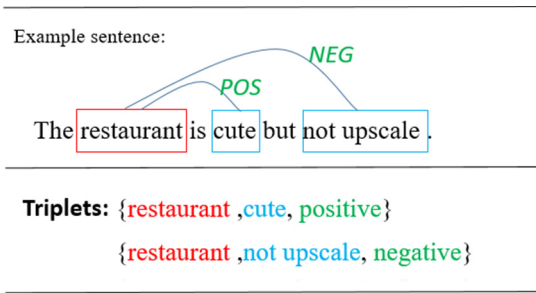 Example sentence:
NEG
POS
The restaurant is cute but not upscale .
Triplets: {restaurant ,cute, positive}
{restaurant ,not upscale, negative}